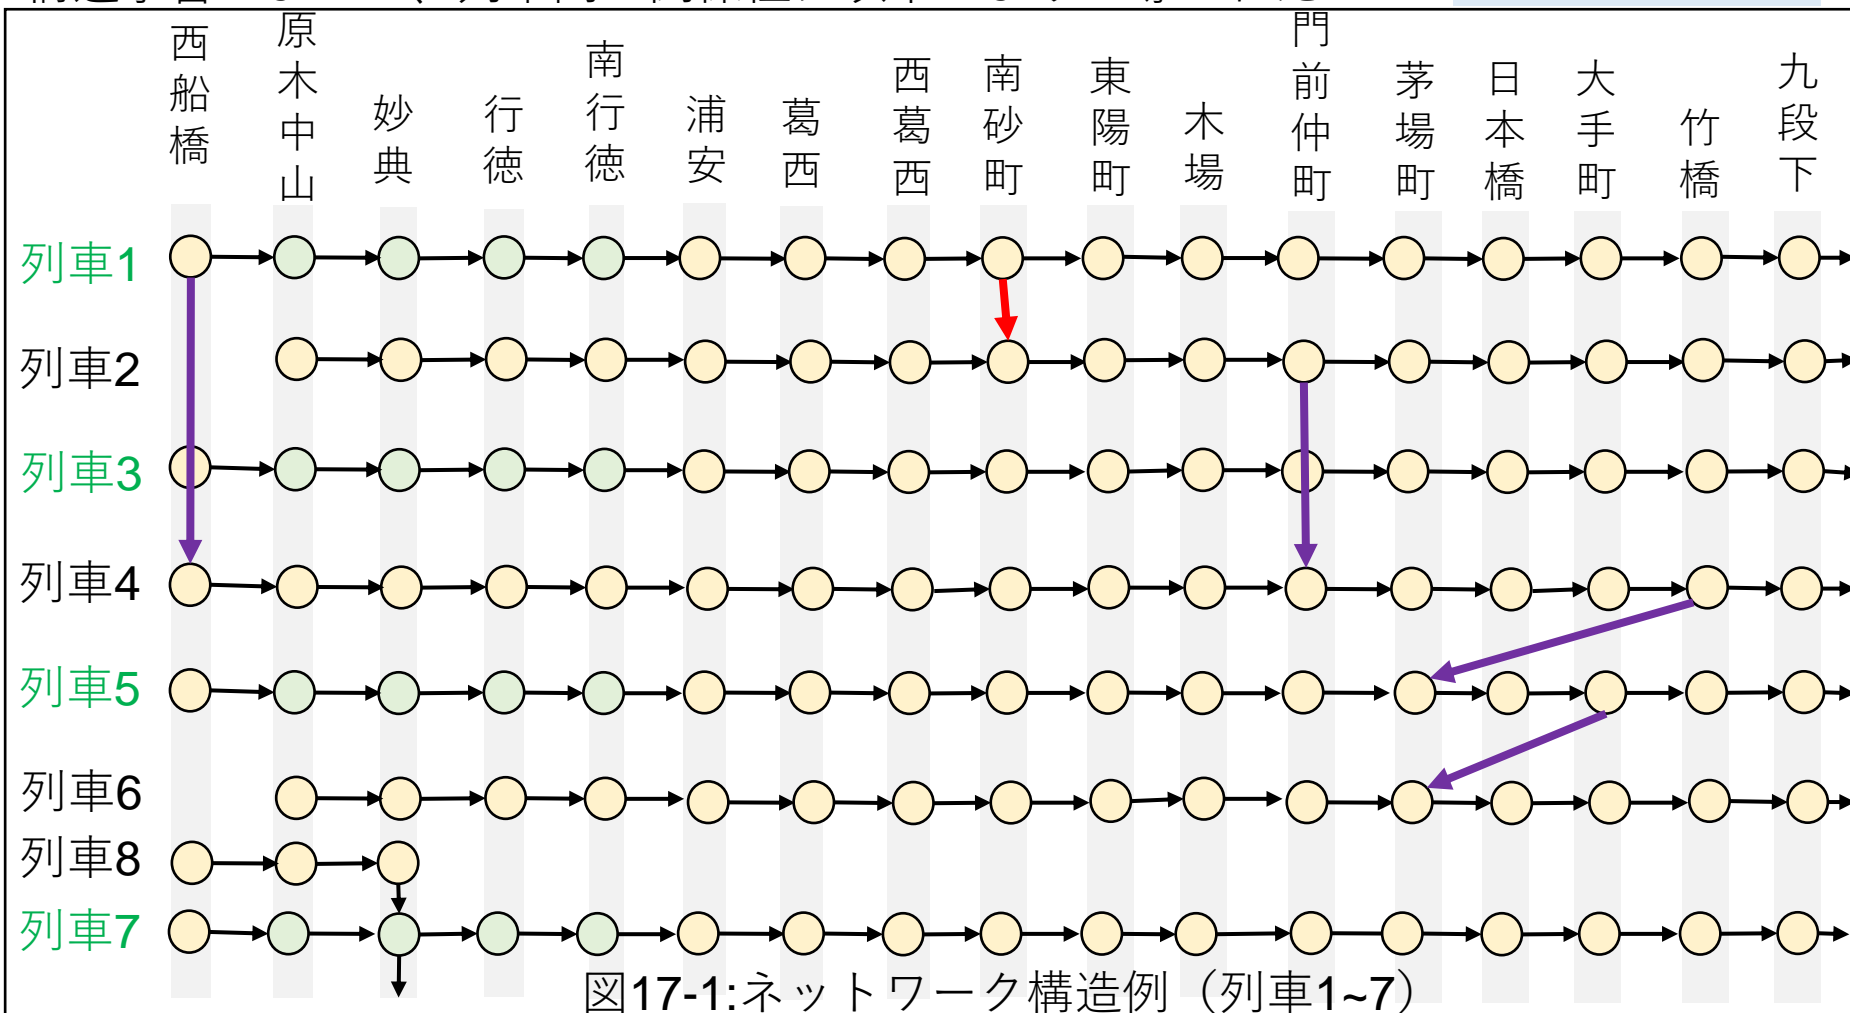 西船橋
原木中山
妙典
行徳
南行徳
浦安
葛西
西葛西
南砂町
東陽町
木場
門前仲町
茅場町
日本橋
大手町
竹橋
九段下
列車1
列車2
列車3
列車4
列車5
列車6
列車8
列車7
図17-1:ネットワーク構造例（列車1~7）